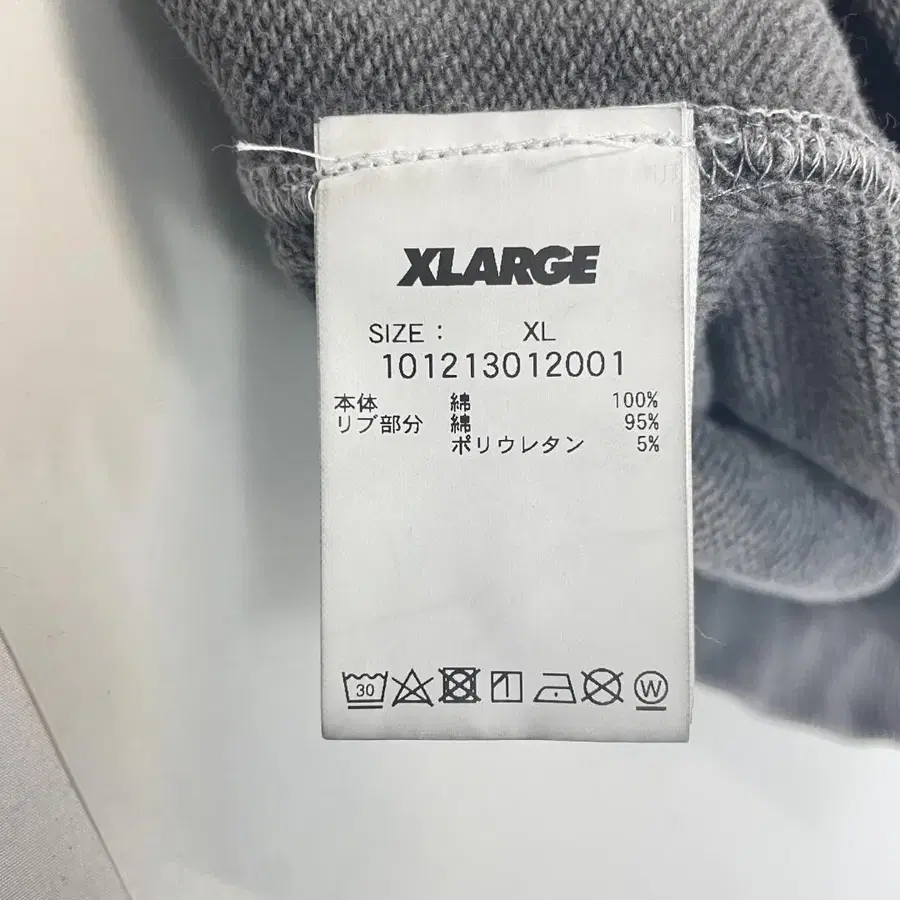 XLARGE
SIZE : XL
101213012001
本体 綿 100%
リブ部分 綿 95%
ポリウレタン 5%
30 W